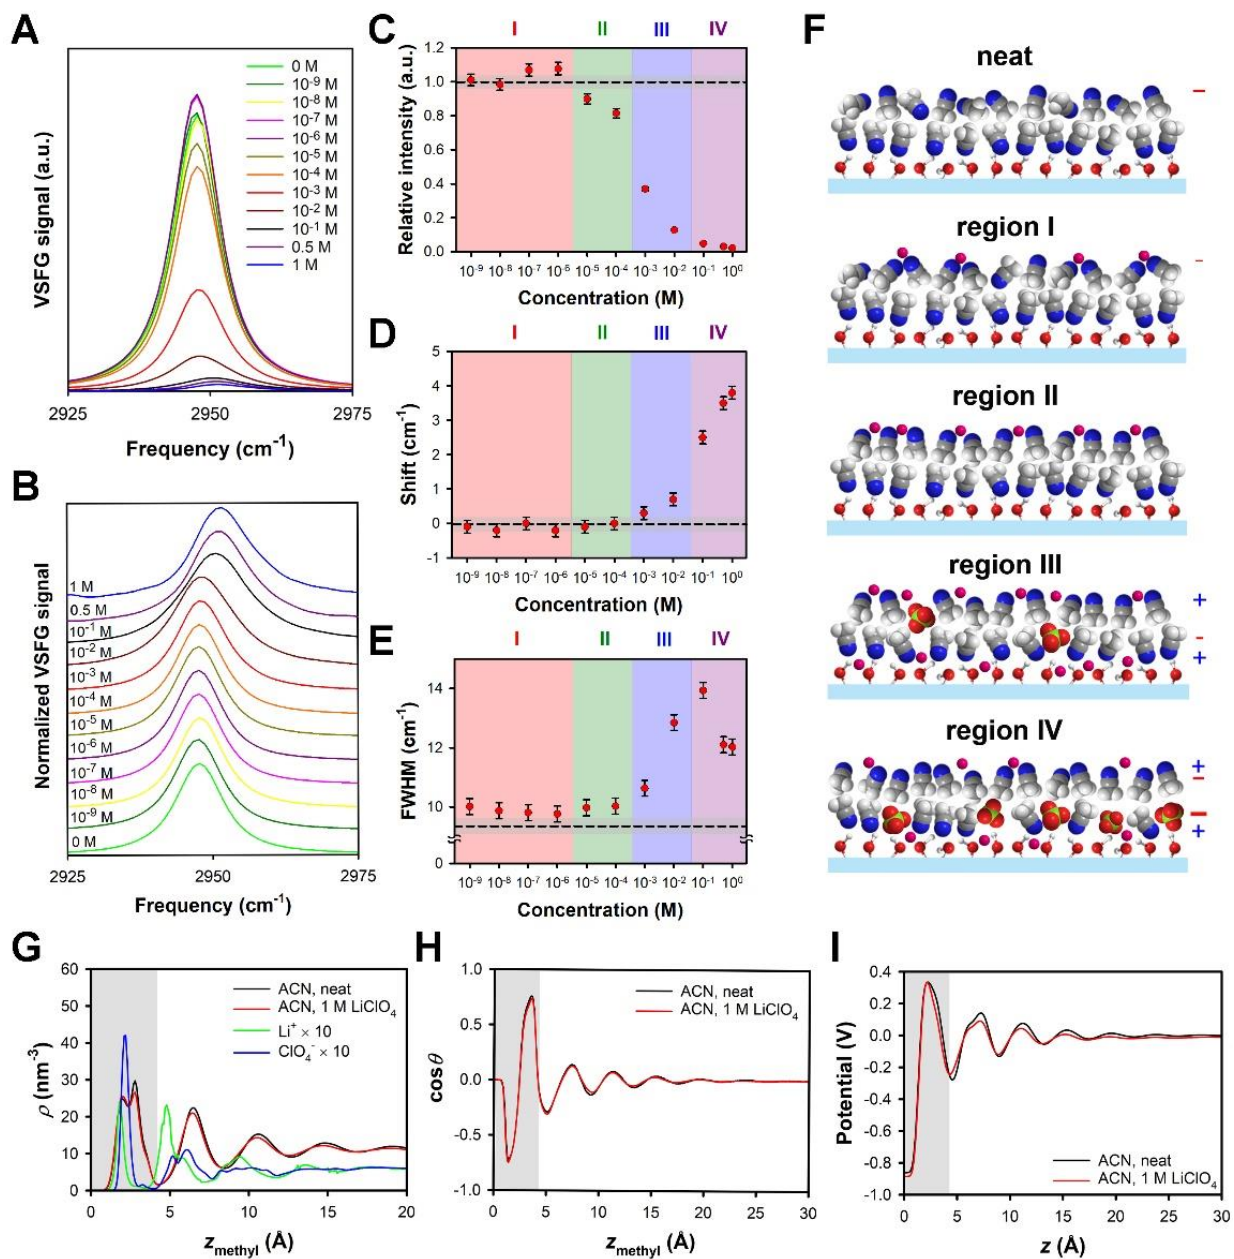 A
VSFG signal (a.u.)
0 M
10⁻⁹ M
10⁻⁸ M
10⁻⁷ M
10⁻⁶ M
10⁻⁵ M
10⁻⁴ M
10⁻³ M
10⁻² M
10⁻¹ M
0.5 M
1 M
2925 2950 2975
Frequency (cm⁻¹)
B
Normalized VSFG signal
1 M
0.5 M
10⁻¹ M
10⁻² M
10⁻³ M
10⁻⁴ M
10⁻⁵ M
10⁻⁶ M
10⁻⁷ M
10⁻⁸ M
10⁻⁹ M
0 M
2925 2950 2975
Frequency (cm⁻¹)
C
I II III IV
Relative intensity (a.u.)
1.2
1.0
0.8
0.6
0.4
0.2
0.0
10⁻⁹ 10⁻⁸ 10⁻⁷ 10⁻⁶ 10⁻⁵ 10⁻⁴ 10⁻³ 10⁻² 10⁻¹ 10⁰
Concentration (M)
D
I II III IV
Shift (cm⁻¹)
5
4
3
2
1
0
-1
10⁻⁹ 10⁻⁸ 10⁻⁷ 10⁻⁶ 10⁻⁵ 10⁻⁴ 10⁻³ 10⁻² 10⁻¹ 10⁰
Concentration (M)
E
I II III IV
FWHM (cm⁻¹)
14
12
10
0
10⁻⁹ 10⁻⁸ 10⁻⁷ 10⁻⁶ 10⁻⁵ 10⁻⁴ 10⁻³ 10⁻² 10⁻¹ 10⁰
Concentration (M)
F
neat
−
region I
−
region II
region III
+
-
+
region IV
+
−
−
+
G
ρ (nm⁻³)
60
50
40
30
20
10
0
ACN, neat
ACN, 1 M LiClO₄
Li⁺ × 10
ClO₄⁻ × 10
0 5 10 15 20
z methyl (Å)
H
cos θ
1.0
0.5
0.0
-0.5
-1.0
ACN, neat
ACN, 1 M LiClO₄
0 5 10 15 20 25 30
z methyl (Å)
I
Potential (V)
0.4
0.2
0.0
-0.2
-0.4
-0.6
-0.8
-1.0
ACN, neat
ACN, 1 M LiClO₄
0 5 10 15 20 25 30
z (Å)